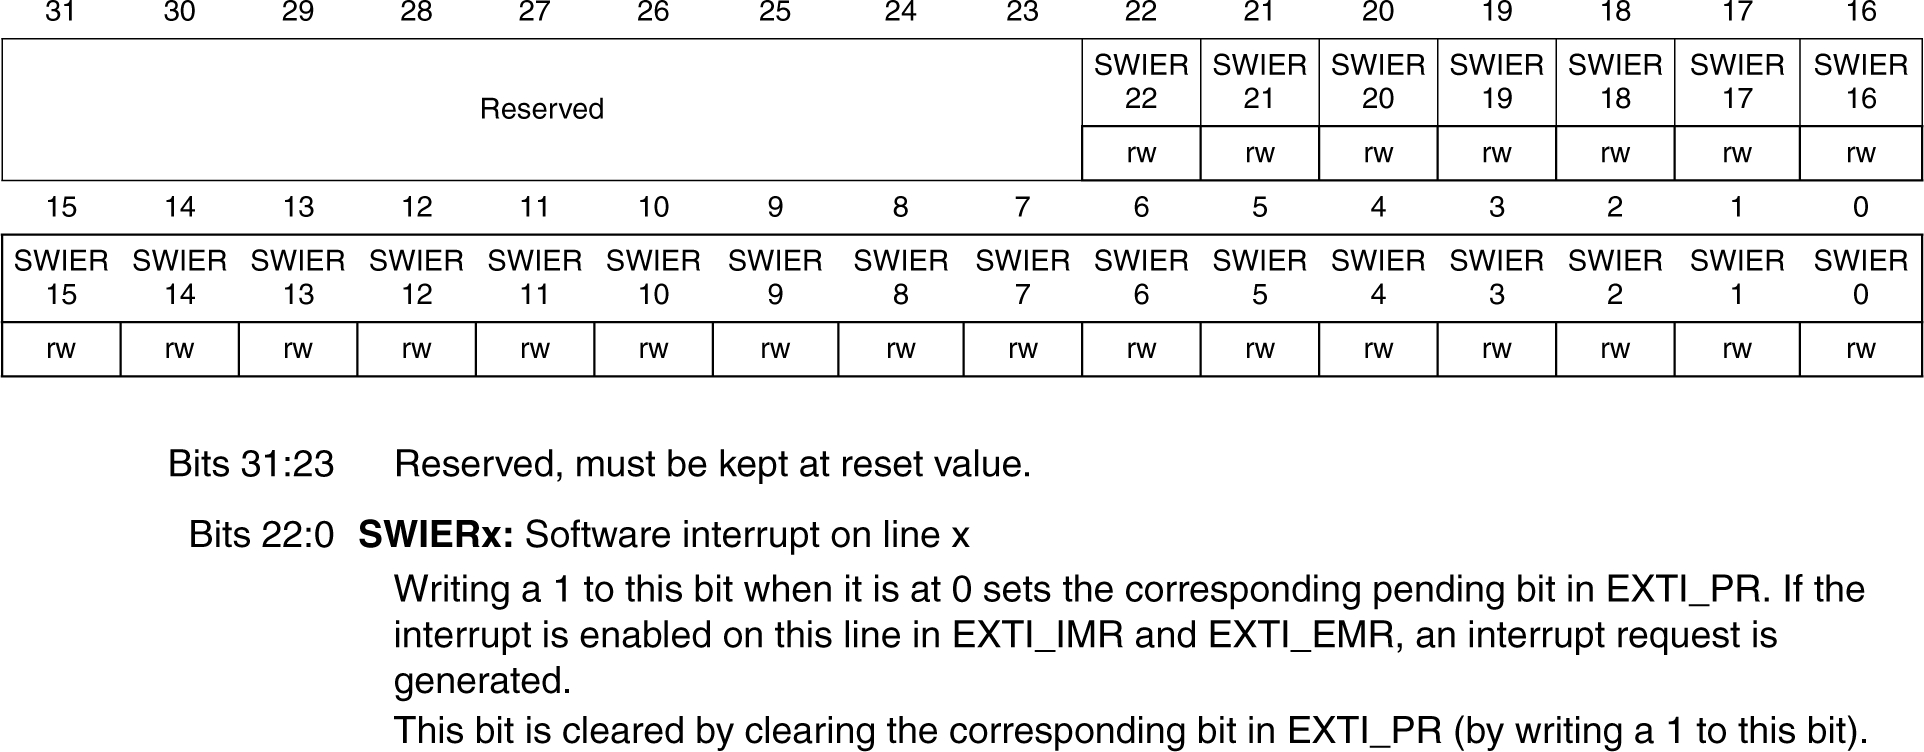 31 30 29 28 27 26 25 24 23 22 21 20 19 18 17 16
Reserved SWIER 22 SWIER 21 SWIER 20 SWIER 19 SWIER 18 SWIER 17 SWIER 16
rw rw rw rw rw rw rw
15 14 13 12 11 10 9 8 7 6 5 4 3 2 1 0
SWIER SWIER SWIER SWIER SWIER SWIER SWIER SWIER SWIER SWIER SWIER SWIER SWIER SWIER SWIER SWIER
15 14 13 12 11 10 9 8 7 6 5 4 3 2 1 0
rw rw rw rw rw rw rw rw rw rw rw rw rw rw rw rw
Bits 31:23 Reserved, must be kept at reset value.
Bits 22:0 SWIERx: Software interrupt on line x
Writing a 1 to this bit when it is at 0 sets the corresponding pending bit in EXTI_PR. If the
interrupt is enabled on this line in EXTI_IMR and EXTI_EMR, an interrupt request is
generated.
This bit is cleared by clearing the corresponding bit in EXTI_PR (by writing a 1 to this bit).